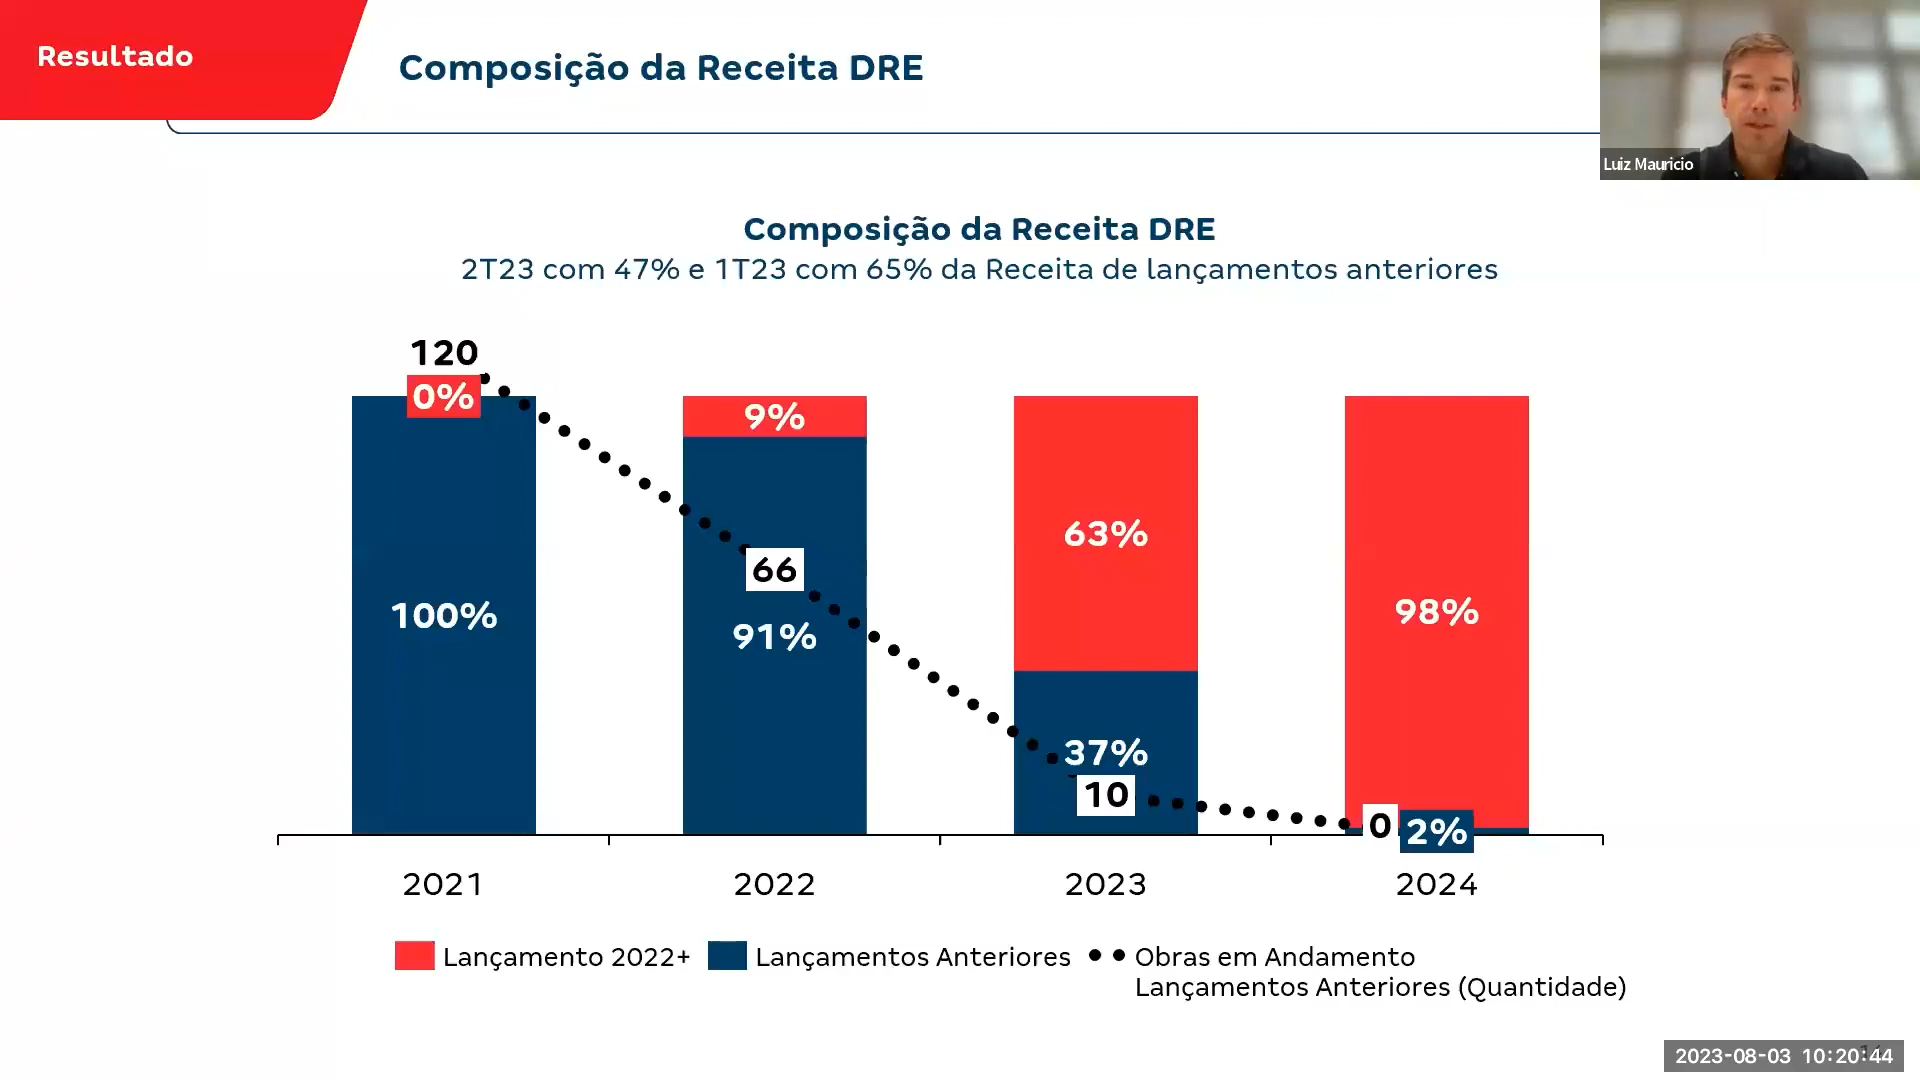 Resultado
Composição da Receita DRE
Luiz Mauricio
Composição da Receita DRE
2T23 com 47% e 1T23 com 65% da Receita de lançamentos anteriores
120
0%
9%
63%
98%
100%
66
91%
37%
10
0
2%
2021
2022
2023
2024
Lançamento 2022+
Lançamentos Anteriores
Obras em Andamento
Lançamentos Anteriores (Quantidade)
2023-08-03 10:20:44